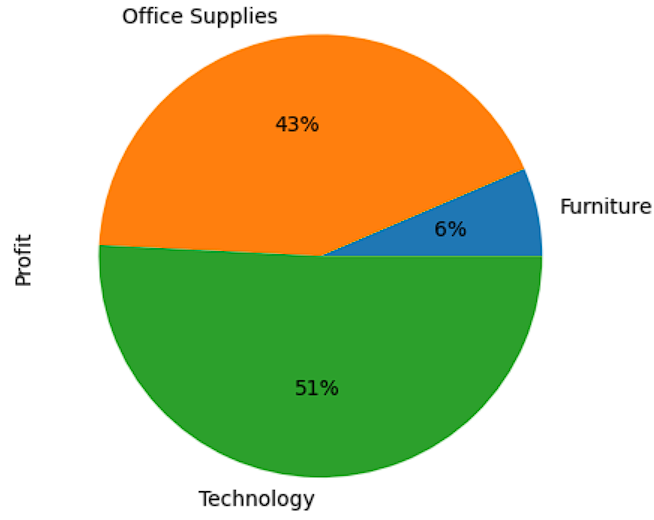 Office Supplies
43%
Furniture
6%
Profit
51%
Technology